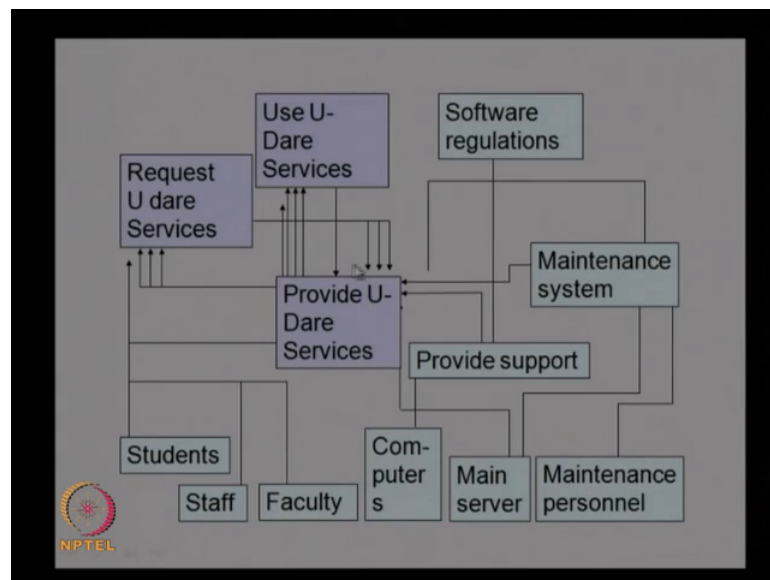 Use U-
Dare
Services
Software
regulations
Request
U dare
Services
Maintenance
system
Provide U-
Dare
Services
Provide support
Students
Staff
Faculty
Com-
puter
s
Main
server
Maintenance
personnel
NPTEL